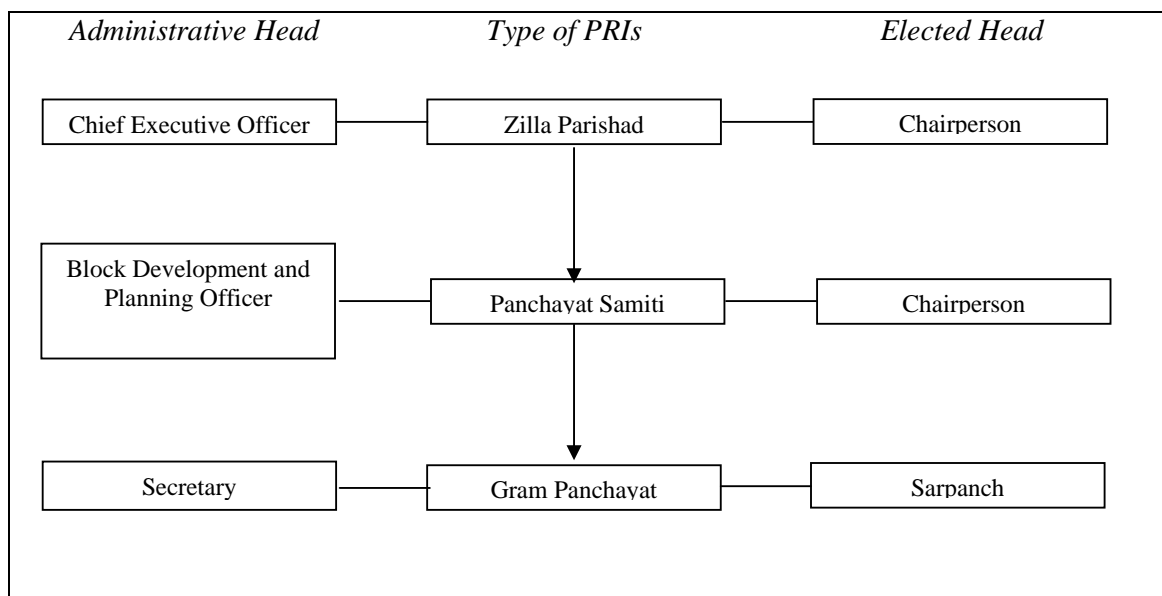 Administrative Head Type of PRIs Elected Head
Chief Executive Officer Zilla Parishad Chairperson
Block Development and
Planning Officer
Panchayat Samiti Chairperson
Secretary Gram Panchayat Sarpanch